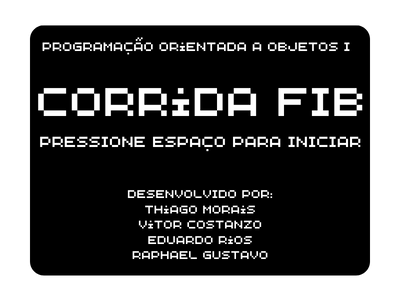 PROGRAMAÇÃO ORIENTADA A OBJETOS I
CORRIDA FIB
PRESSIONE ESPAÇO PARA INICIAR
DESENVOLVIDO POR:
THIAGO MORAIS
VITOR COSTANZO
EDUARDO RIOS
RAPHAEL GUSTAVO